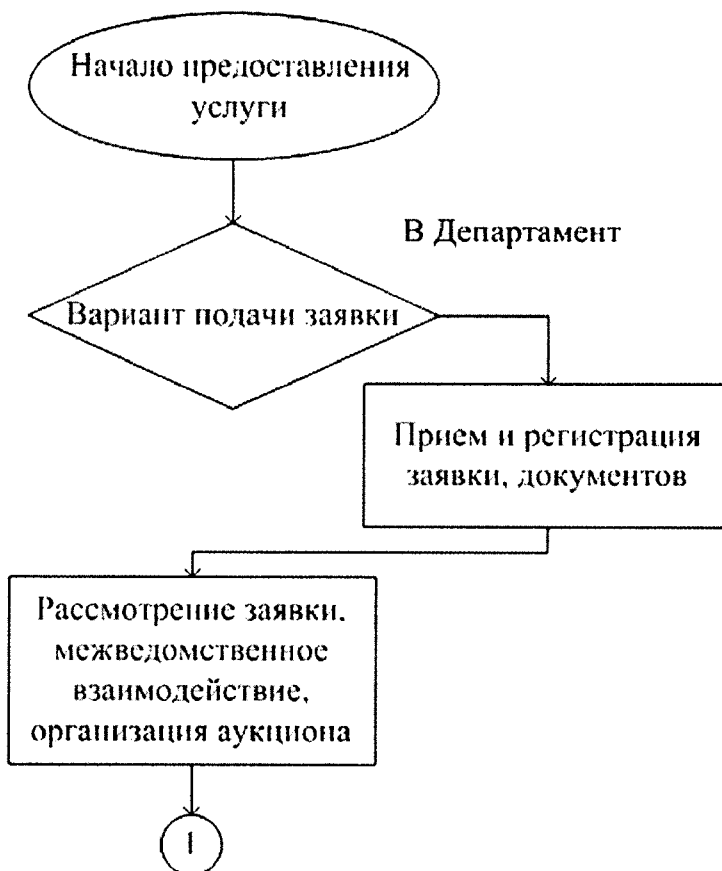 Начало предоставления
услуги
В Департамент
Вариант подачи заявки
Прием и регистрация
заявки, документов
Рассмотрение заявки,
межведомственное
взаимодействие,
организация аукциона
1